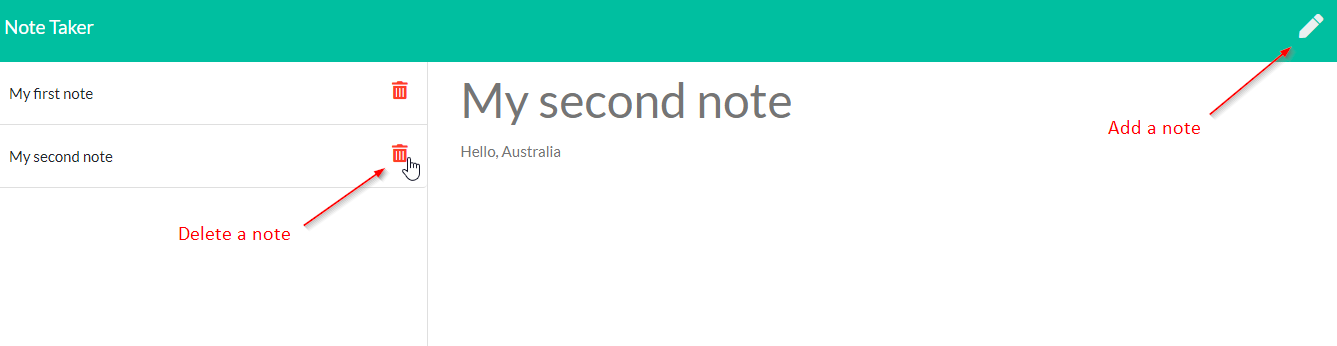 Note Taker
My first note
My second note
Delete a note
My second note
Hello, Australia
Add a note